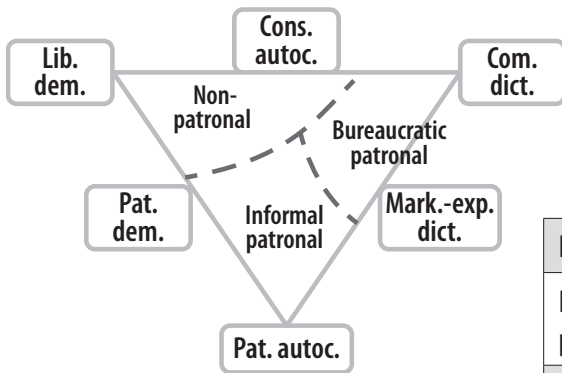 Cons.
autoc.
Lib.
dem.
Com.
dict.
Non-
patronal
Bureaucratic
patronal
Pat.
dem.
Informal
patronal
Mark.-exp.
dict.
Pat. autoc.